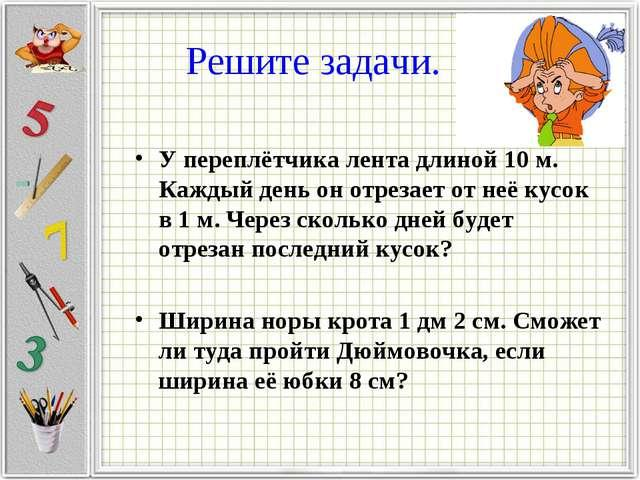 Решите задачи.
• У переплётчика лента длиной 10 м.
Каждый день он отрезает от неё кусок
в 1 м. Через сколько дней будет
отрезан последний кусок?
• Ширина норы крота 1 дм 2 см. Сможет
ли туда пройти Дюймовочка, если
ширина её юбки 8 см?
5
7
3